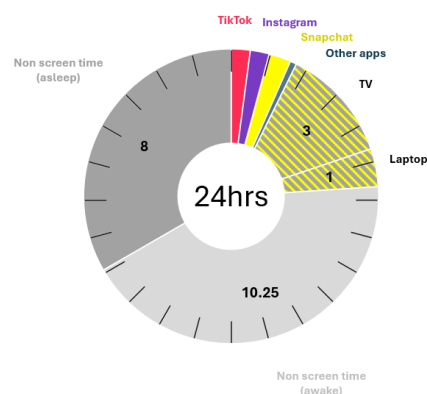 TikTok
Instagram
Snapchat
Other apps
TV
Laptop
Non screen time
(asleep)
8
3
1
24hrs
10.25
Non screen time
(awake)